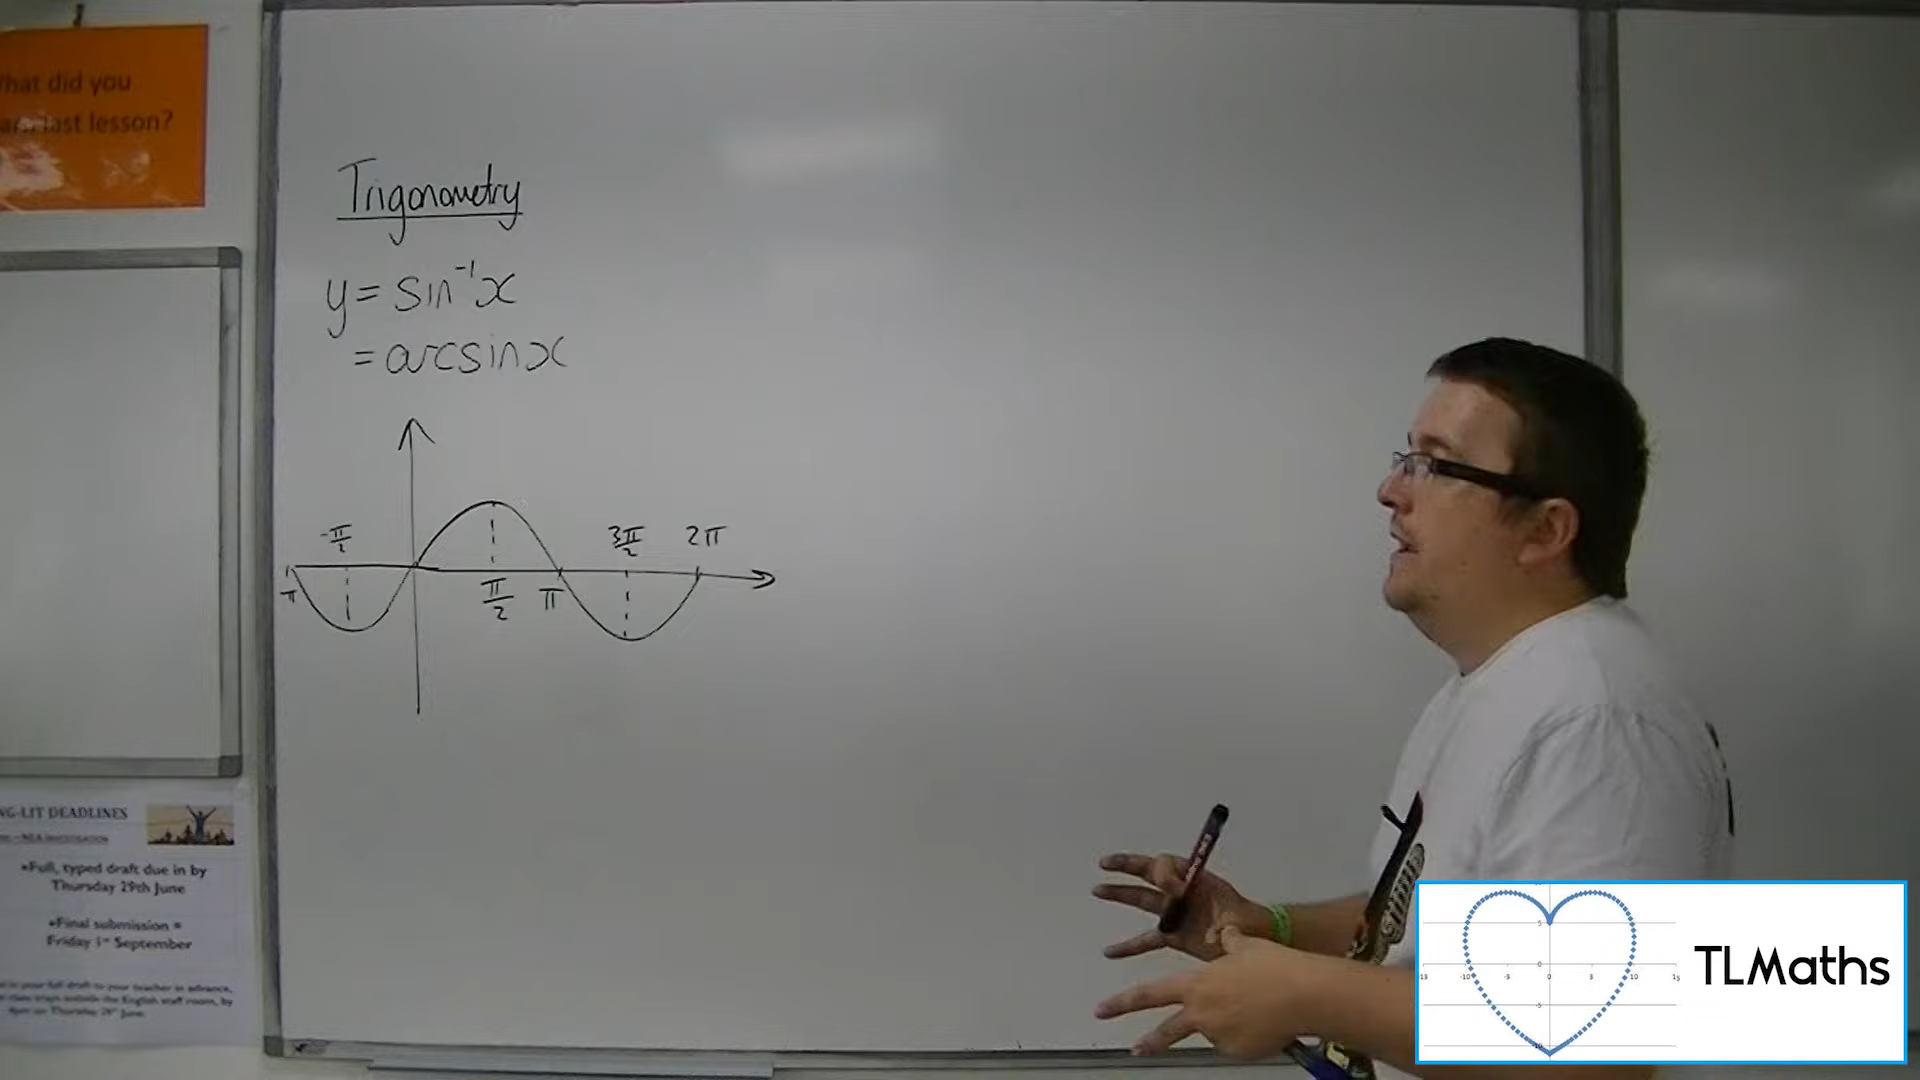 What did you
last lesson?
Trigonometry
y = sin⁻¹x
= arcsinx
-π/2
3π/2
2π
π
π/2
π
NG-LIT DEADLINES
•Full, typed draft due in by
Thursday 29th June
•Final submission =
Friday 1st September
TLMaths